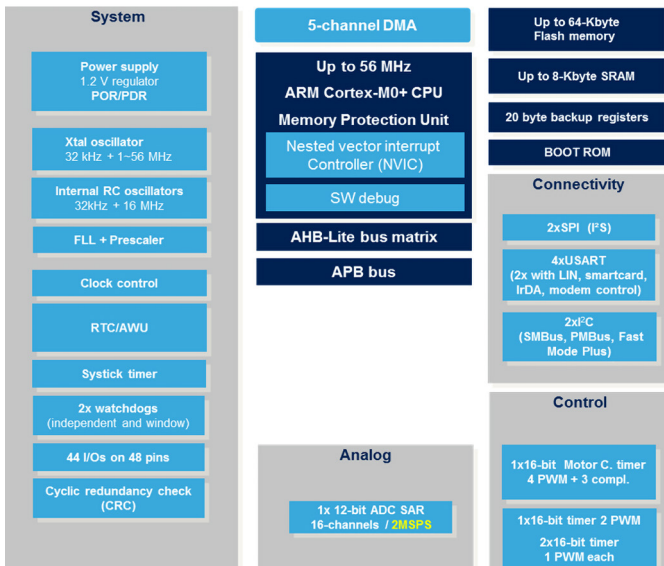 System
Power supply
1.2 V regulator
POR/PDR
Xtal oscillator
32 kHz + 1~56 MHz
Internal RC oscillators
32kHz + 16 MHz
FLL + Prescaler
Clock control
RTC/AWU
Systick timer
2x watchdogs
(independent and window)
44 I/Os on 48 pins
Cyclic redundancy check
(CRC)
5-channel DMA
Up to 56 MHz
ARM Cortex-M0+ CPU
Memory Protection Unit
Nested vector interrupt
Controller (NVIC)
SW debug
AHB-Lite bus matrix
APB bus
Analog
1x 12-bit ADC SAR
16-channels / 2MSPS
Up to 64-Kbyte
Flash memory
Up to 8-Kbyte SRAM
20 byte backup registers
BOOT ROM
Connectivity
2xSPI (I²S)
4xUSART
(2x with LIN, smartcard,
IrDA, modem control)
2xI²C
(SMBus, PMBus, Fast
Mode Plus)
Control
1x16-bit Motor C. timer
4 PWM + 3 compl.
1x16-bit timer 2 PWM
2x16-bit timer
1 PWM each